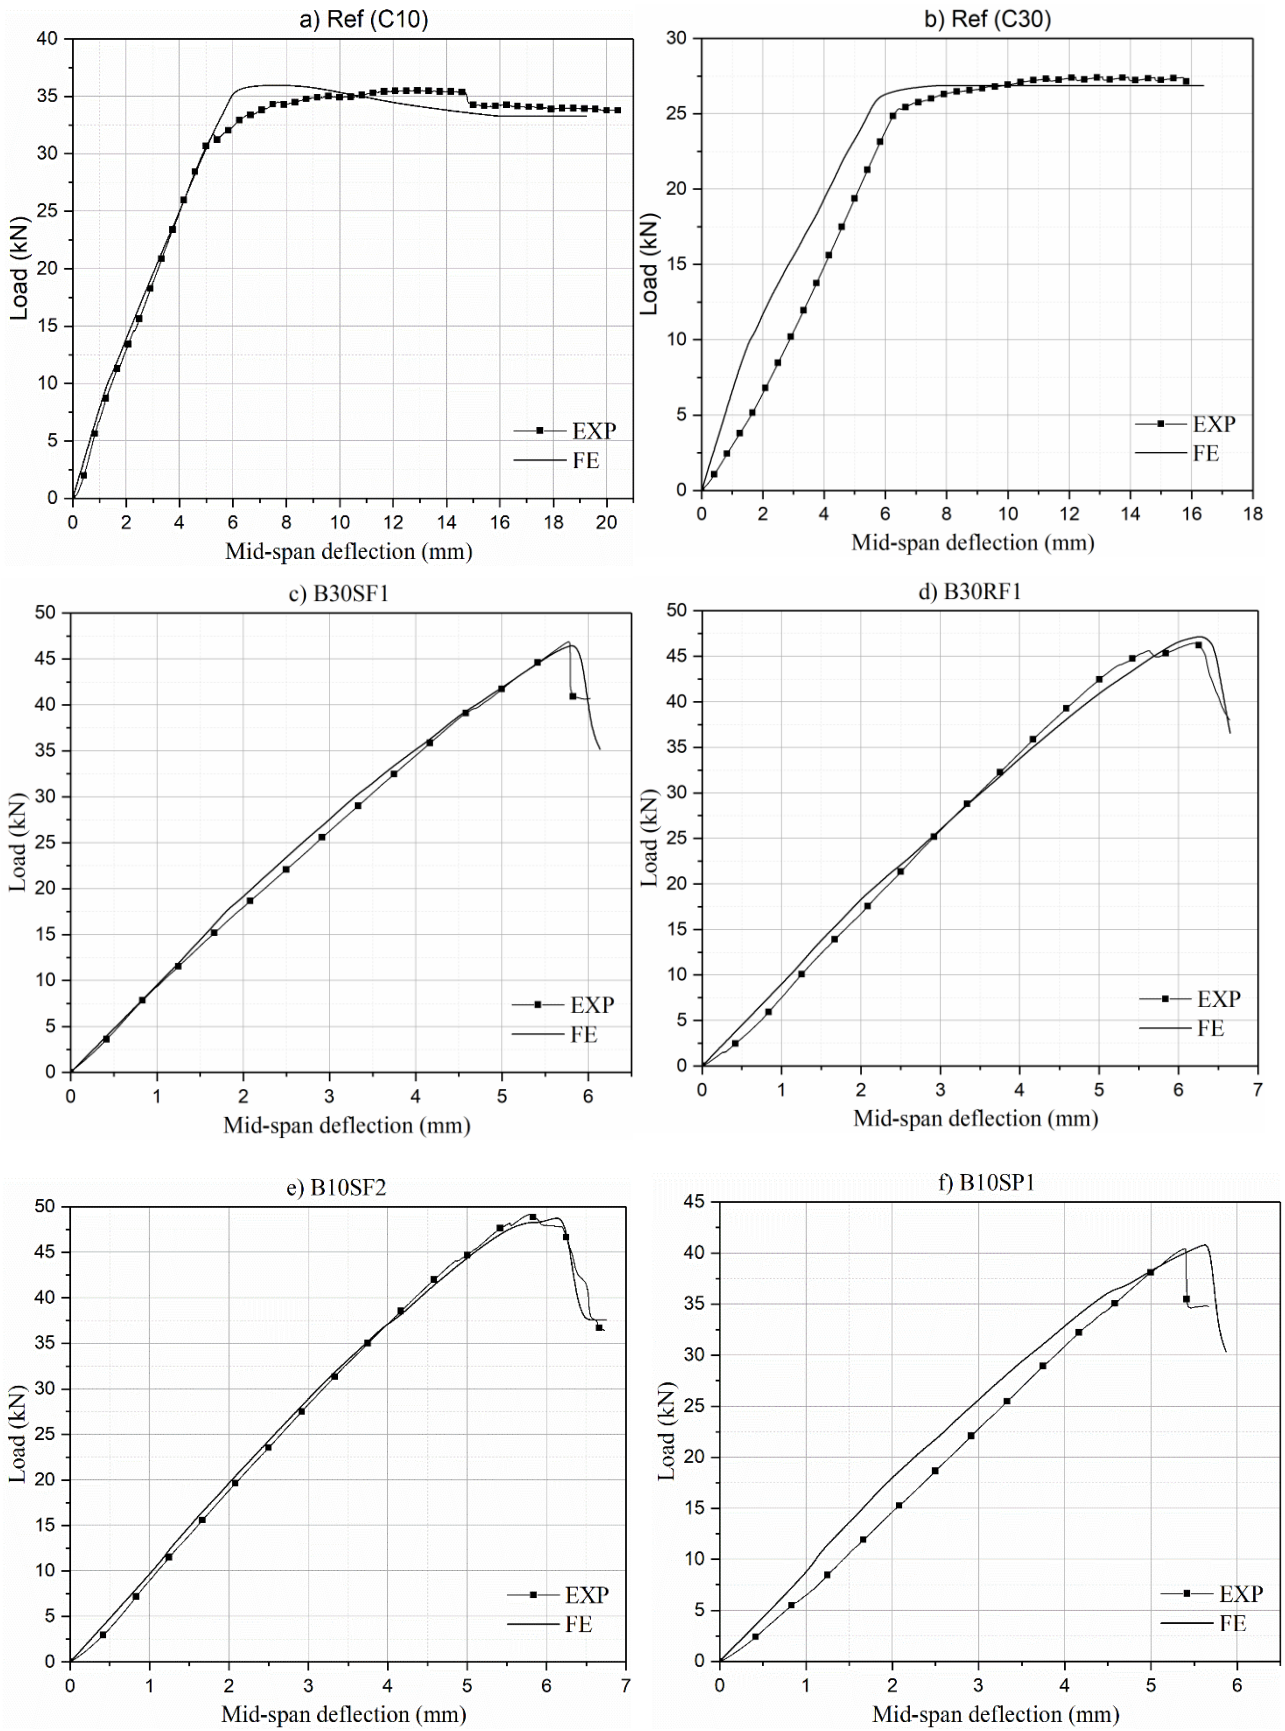 a) Ref (C10)
40
35
30
25
20
15
10
5
0
Load (kN)
EXP
FE
0 2 4 6 8 10 12 14 16 18 20
Mid-span deflection (mm)
b) Ref (C30)
30
25
20
15
10
5
0
Load (kN)
EXP
FE
0 2 4 6 8 10 12 14 16 18
Mid-span deflection (mm)
c) B30SF1
50
45
40
35
30
25
20
15
10
5
0
Load (kN)
EXP
FE
0 1 2 3 4 5 6
Mid-span deflection (mm)
d) B30RF1
50
45
40
35
30
25
20
15
10
5
0
Load (kN)
EXP
FE
0 1 2 3 4 5 6 7
Mid-span deflection (mm)
e) B10SF2
50
45
40
35
30
25
20
15
10
5
0
Load (kN)
EXP
FE
0 1 2 3 4 5 6 7
Mid-span deflection (mm)
f) B10SP1
45
40
35
30
25
20
15
10
5
0
Load (kN)
EXP
FE
0 1 2 3 4 5 6
Mid-span deflection (mm)